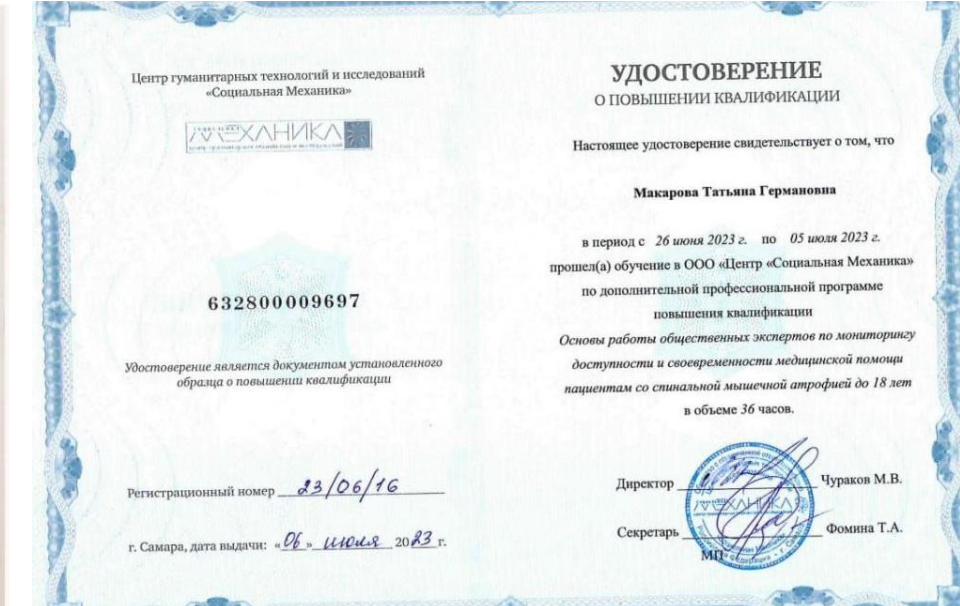 Центр гуманитарных технологий и исследований
«Социальная Механика»
СОЦИАЛЬНАЯ
МЕХАНИКА
632800009697
Удостоверение является документом установленного
образца о повышении квалификации
Регистрационный номер 23/06/16
г. Самара, дата выдачи: «06» июля 2023 г.
УДОСТОВЕРЕНИЕ
О ПОВЫШЕНИИ КВАЛИФИКАЦИИ
Настоящее удостоверение свидетельствует о том, что
Макарова Татьяна Германовна
в период с 26 июня 2023 г. по 05 июля 2023 г.
прошел(а) обучение в ООО «Центр «Социальная Механика»
по дополнительной профессиональной программе
повышения квалификации
Основы работы общественных экспертов по мониторингу
доступности и своевременности медицинской помощи
пациентам со спинальной мышечной атрофией до 18 лет
в объеме 36 часов.
Директор Чураков М.В.
МЕХАНИКА
Секретарь Фомина Т.А.
МП